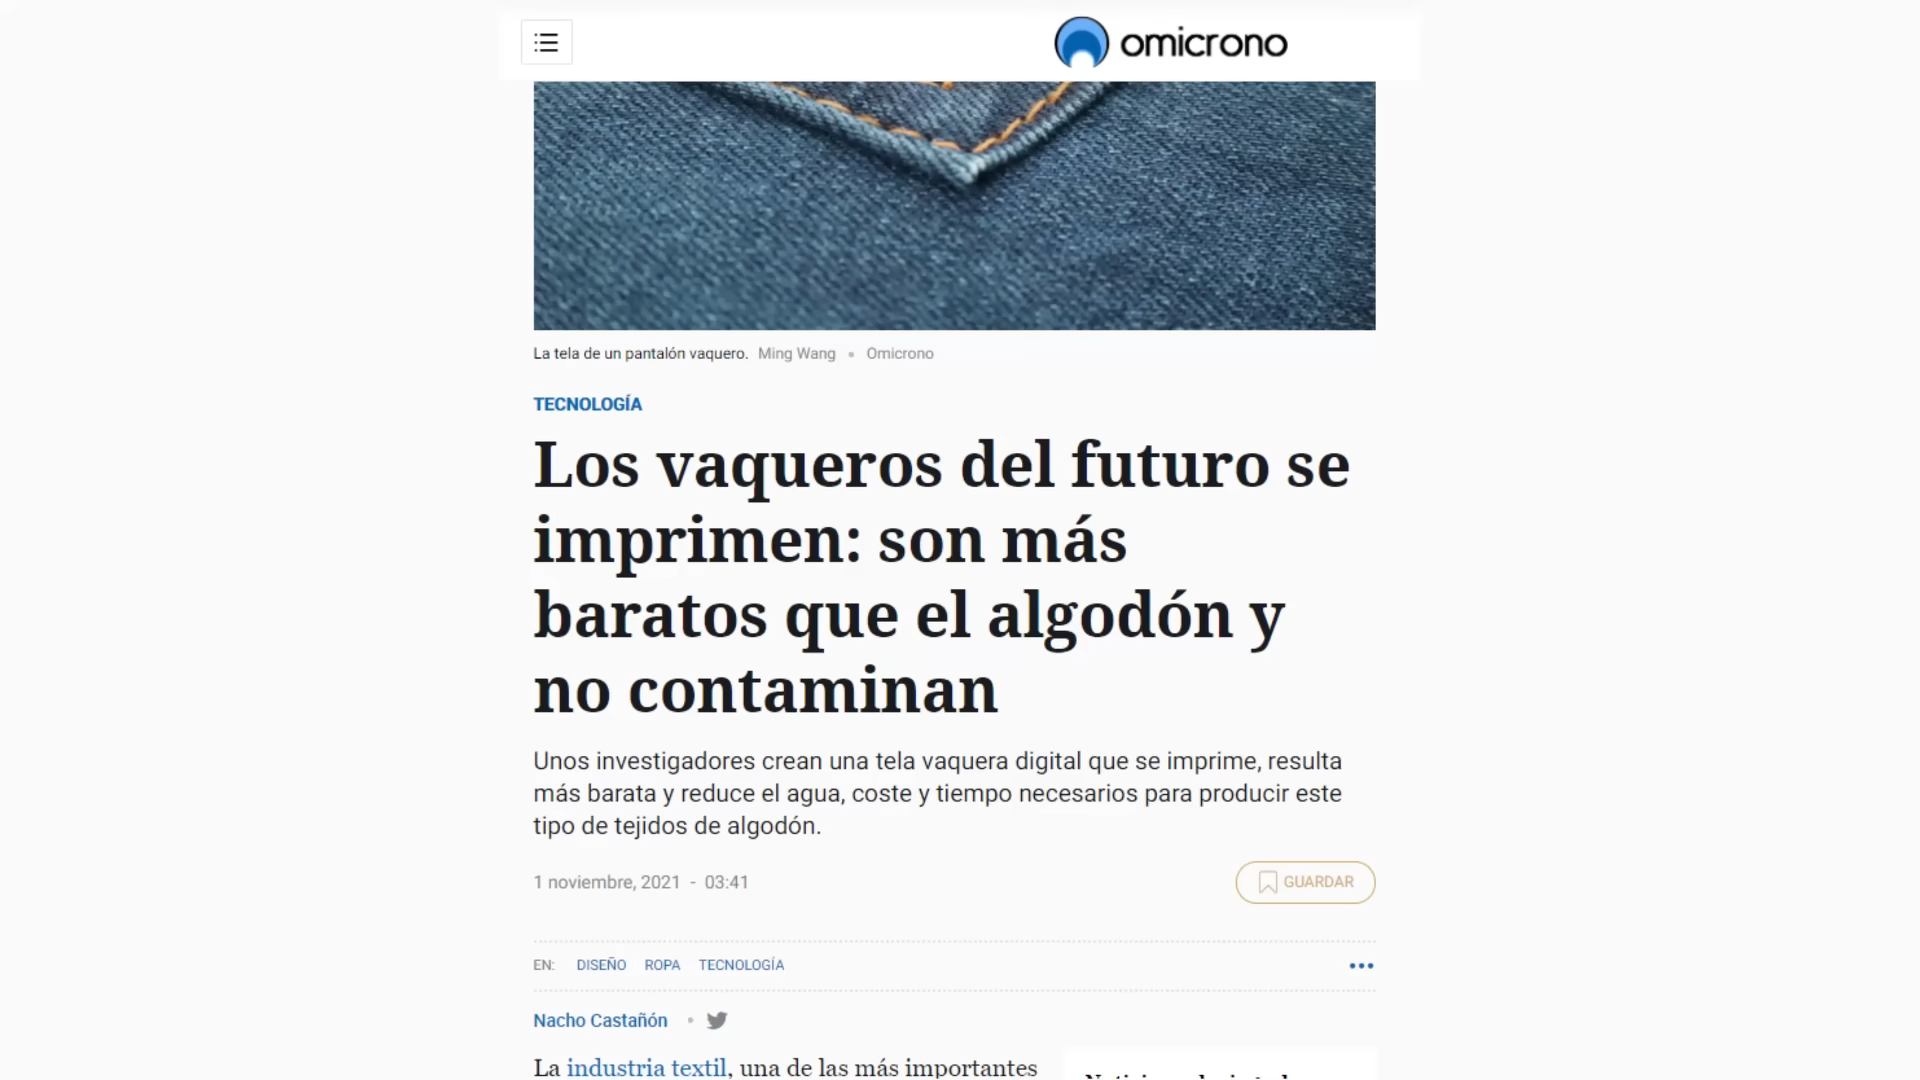 omicrono
La tela de un pantalón vaquero. Ming Wang • Omicrono
TECNOLOGÍA
Los vaqueros del futuro se
imprimen: son más
baratos que el algodón y
no contaminan
Unos investigadores crean una tela vaquera digital que se imprime, resulta
más barata y reduce el agua, coste y tiempo necesarios para producir este
tipo de tejidos de algodón.
1 noviembre, 2021 - 03:41
GUARDAR
EN: DISEÑO ROPA TECNOLOGÍA
Nacho Castañón
La industria textil, una de las más importantes